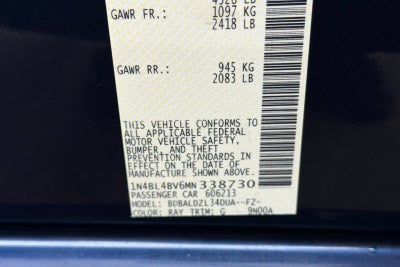 GAWR FR.: 1097 KG
2418 LB
GAWR RR.: 945 KG
2083 LB
THIS VEHICLE CONFORMS TO
ALL APPLICABLE FEDERAL
MOTOR VEHICLE SAFETY,
BUMPER, AND THEFT
PREVENTION STANDARDS IN
EFFECT ON THE DATE OF
MANUFACTURE SHOWN ABOVE.
1N4BL4BV6MN338730
PASSENGER CAR 606213
MODEL: BDBALDZL34DUA--FZ-
COLOR: RAY TRIM: G 9N00A